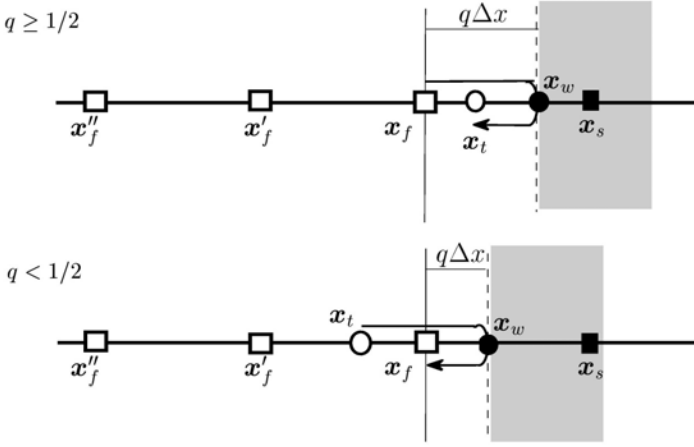 q ≥ 1/2
qΔx
x_w
x''_f x'_f x_f x_t x_s
q < 1/2
qΔx
x_t x_w
x''_f x'_f x_f x_s